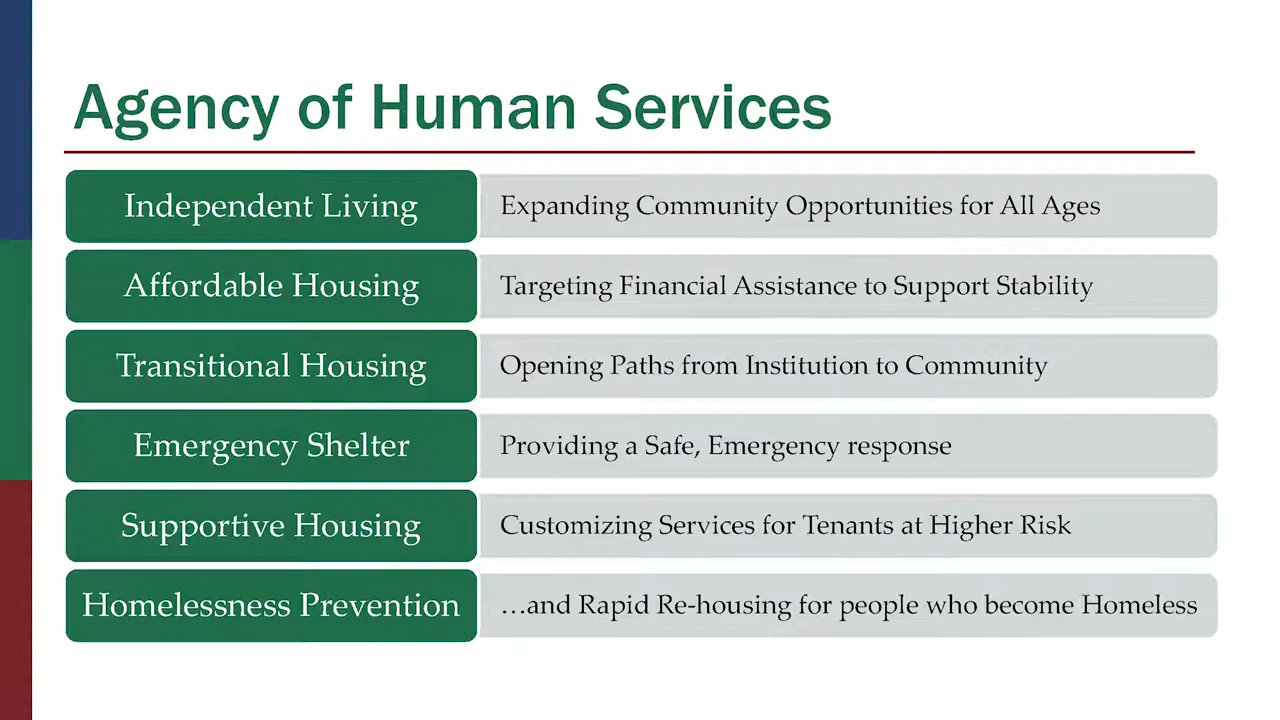 Agency of Human Services
Independent Living
Expanding Community Opportunities for All Ages
Affordable Housing
Targeting Financial Assistance to Support Stability
Transitional Housing
Opening Paths from Institution to Community
Emergency Shelter
Providing a Safe, Emergency response
Supportive Housing
Customizing Services for Tenants at Higher Risk
Homelessness Prevention
…and Rapid Re-housing for people who become Homeless